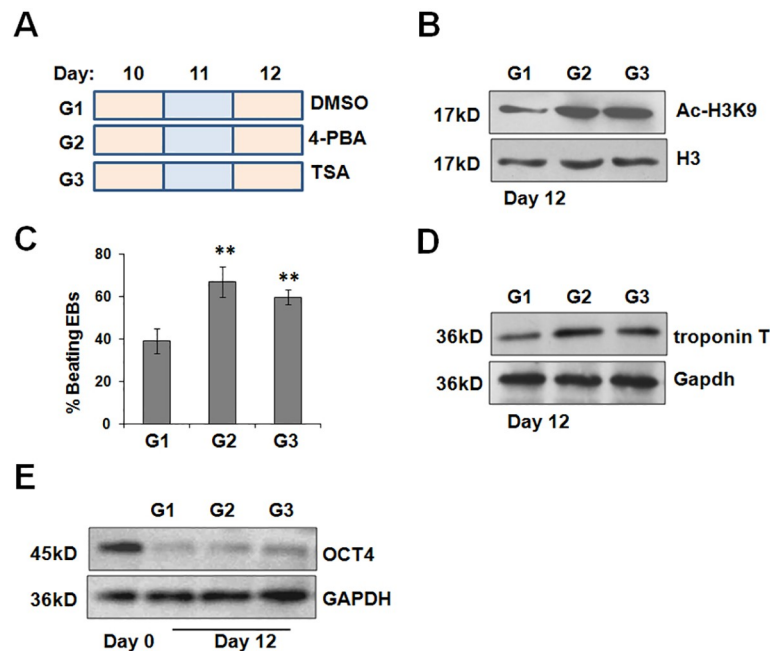 A
Day: 10 11 12
G1 DMSO
G2 4-PBA
G3 TSA
B
G1 G2 G3
17kD Ac-H3K9
17kD H3
Day 12
C
% Beating EBs
80
60
40
20
0
** **
G1 G2 G3
D
G1 G2 G3
36kD troponin T
36kD Gapdh
Day 12
E
G1 G2 G3
45kD OCT4
36kD GAPDH
Day 0 Day 12